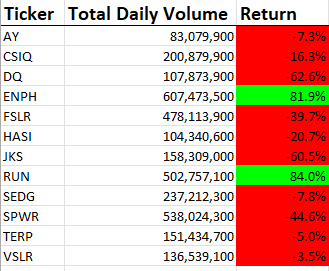 Ticker Total Daily Volume Return
AY 83,079,900 -7.3%
CSIQ 200,879,900 -16.3%
DQ 107,873,900 -62.6%
ENPH 607,473,500 81.9%
FSLR 478,113,900 -39.7%
HASI 104,340,600 -20.7%
JKS 158,309,000 -60.5%
RUN 502,757,100 84.0%
SEDG 237,212,300 -7.8%
SPWR 538,024,300 -44.6%
TERP 151,434,700 -5.0%
VSLR 136,539,100 -3.5%